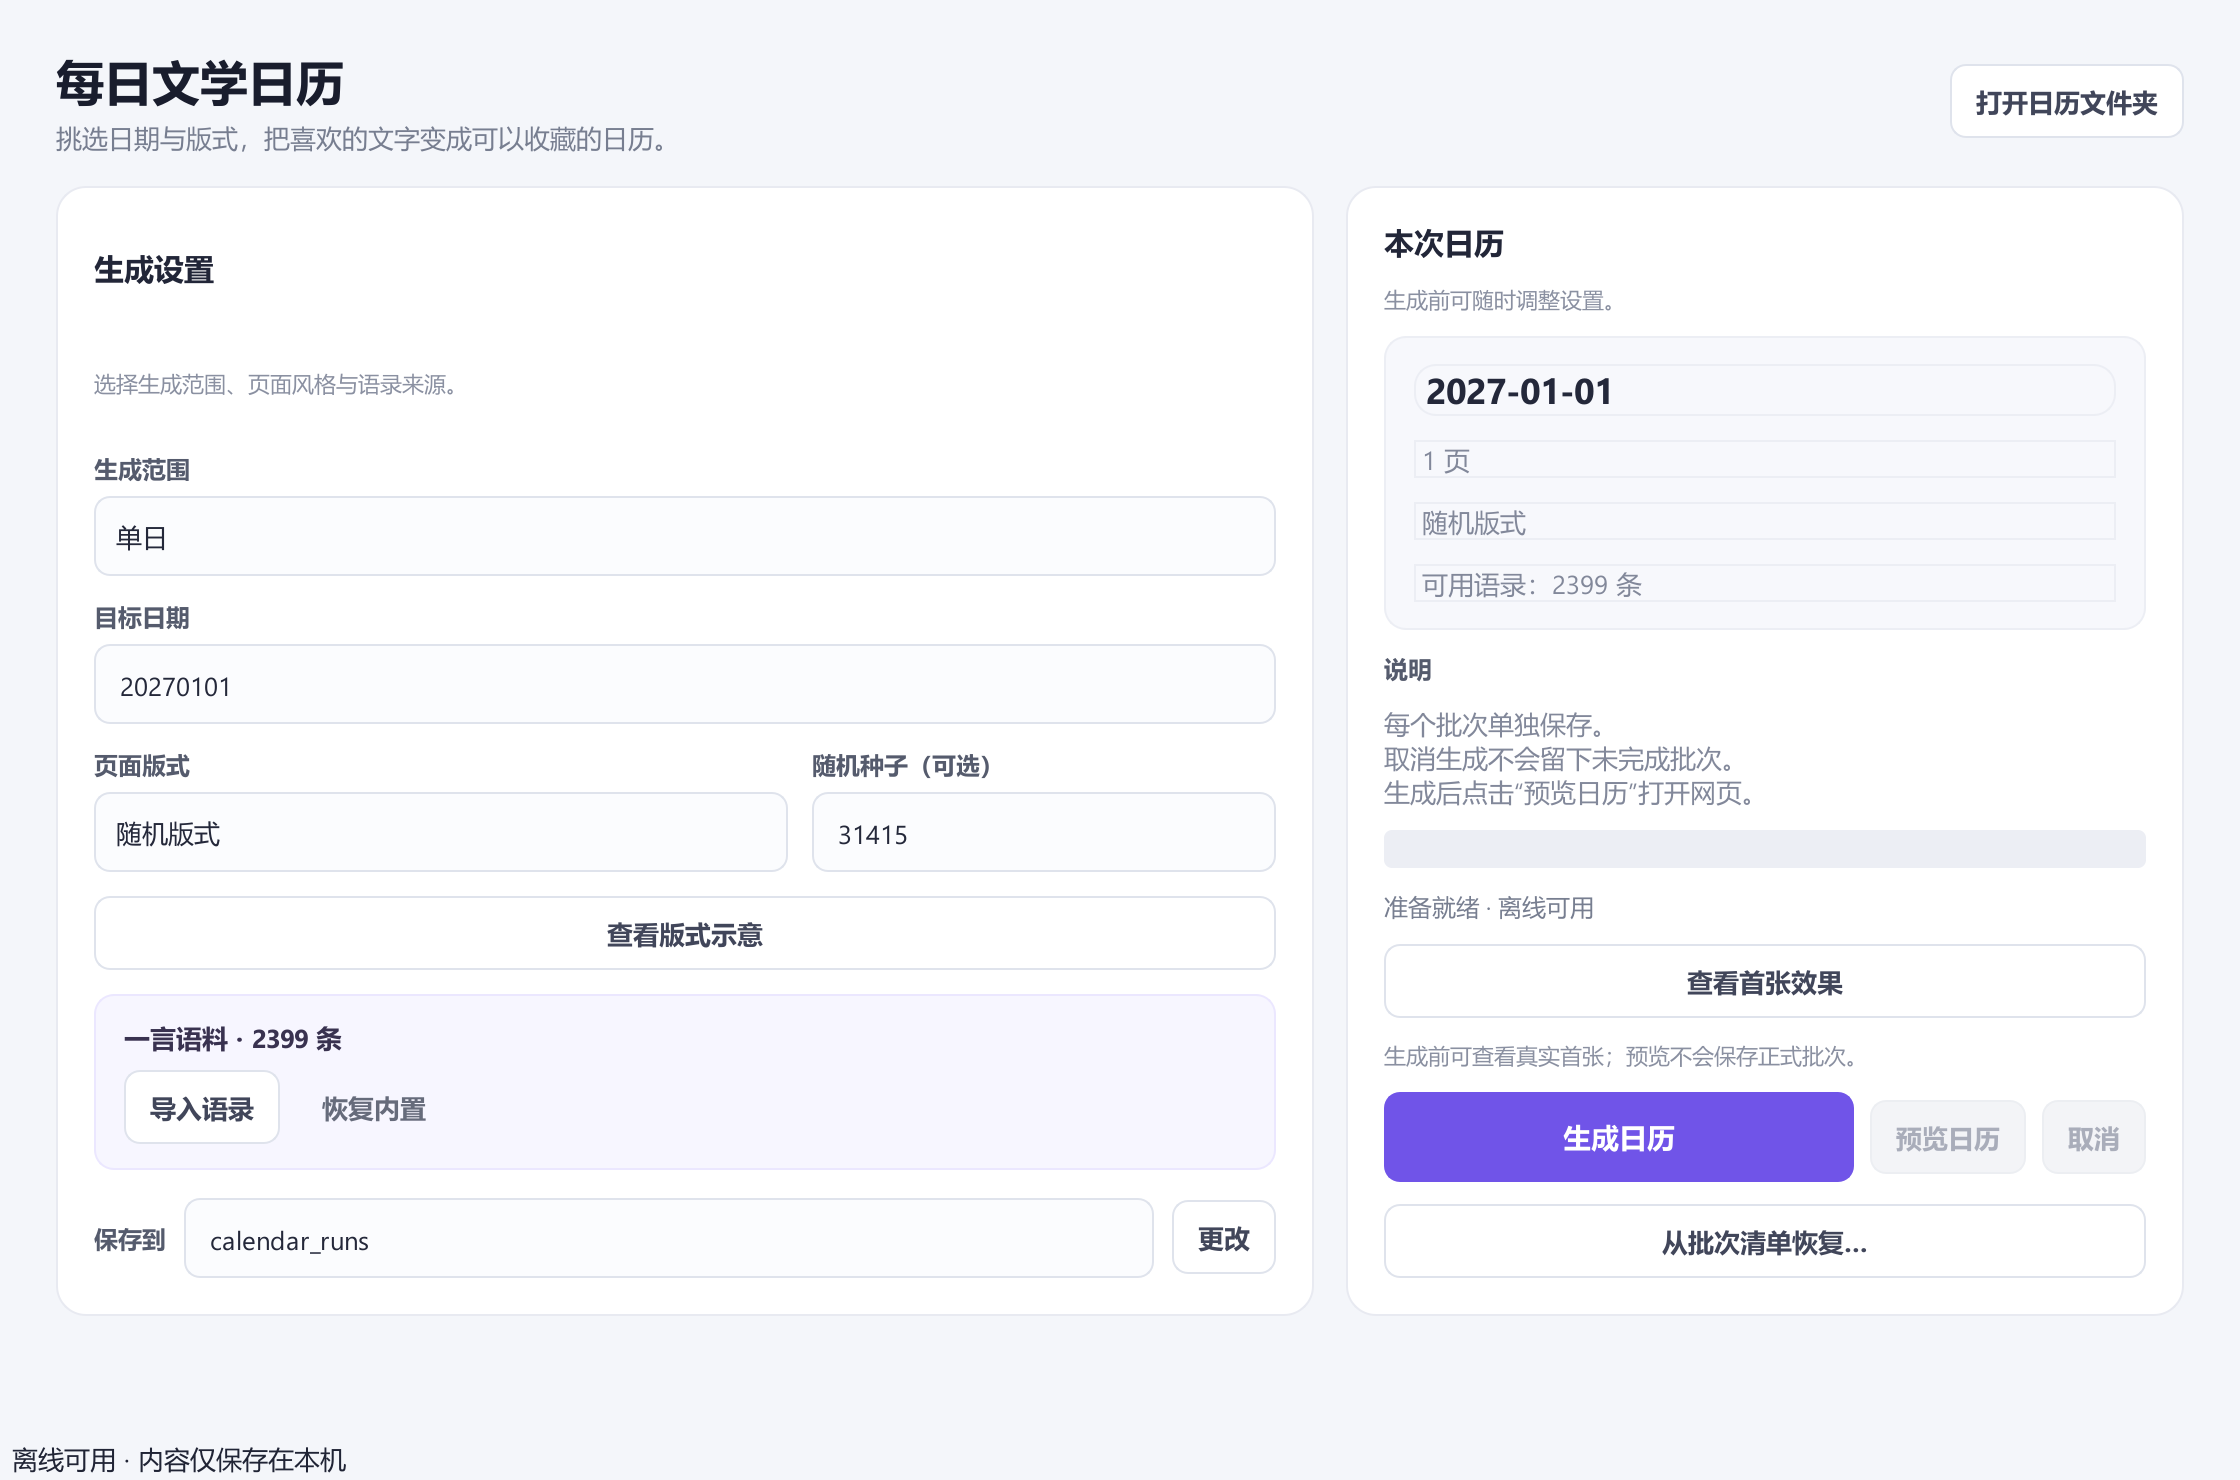 每日文学日历
挑选日期与版式，把喜欢的文字变成可以收藏的日历。
打开日历文件夹
生成设置
选择生成范围、页面风格与语录来源。
生成范围
单日
目标日期
20270101
页面版式
随机种子（可选）
随机版式
31415
查看版式示意
一言语料 · 2399 条
导入语录
恢复内置
保存到
calendar_runs
更改
本次日历
生成前可随时调整设置。
2027-01-01
1 页
随机版式
可用语录：2399 条
说明
每个批次单独保存。
取消生成不会留下未完成批次。
生成后点击“预览日历”打开网页。
准备就绪 · 离线可用
查看首张效果
生成前可查看真实首张；预览不会保存正式批次。
生成日历
预览日历
取消
从批次清单恢复...
离线可用 · 内容仅保存在本机